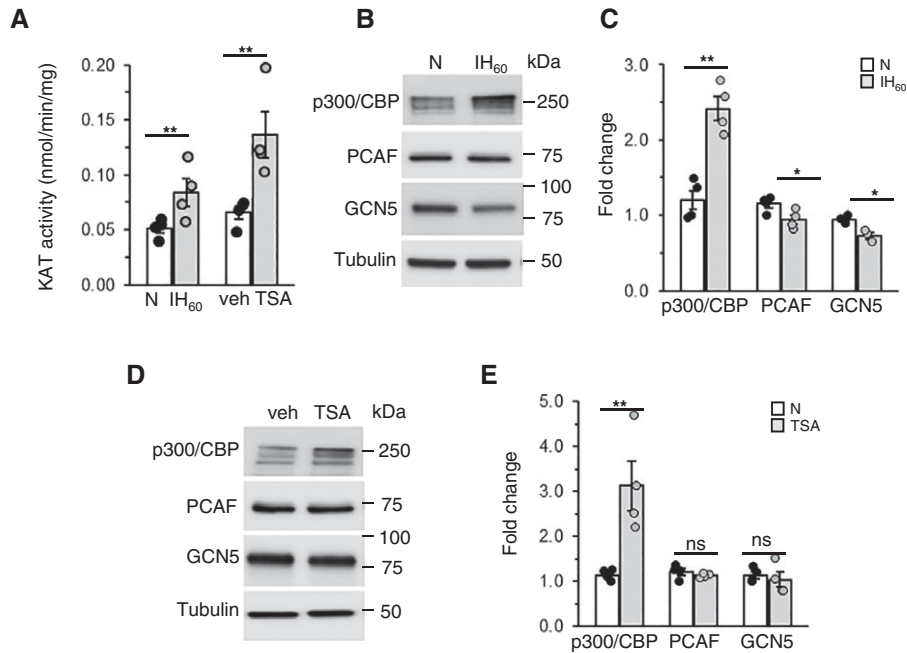 A
KAT activity (nmol/min/mg)
0.20
0.15
0.10
0.05
0.00
**
**
N IH60 veh TSA
B
N IH60 kDa
p300/CBP 250
PCAF 75
100
GCN5
75
Tubulin 50
C
Fold change
3.0
2.0
1.0
0.0
**
*
*
N
IH60
p300/CBP PCAF GCN5
D
veh TSA kDa
p300/CBP 250
PCAF 75
100
GCN5
75
Tubulin 50
E
Fold change
5.0
4.0
3.0
2.0
1.0
0.0
**
ns
ns
N
TSA
p300/CBP PCAF GCN5